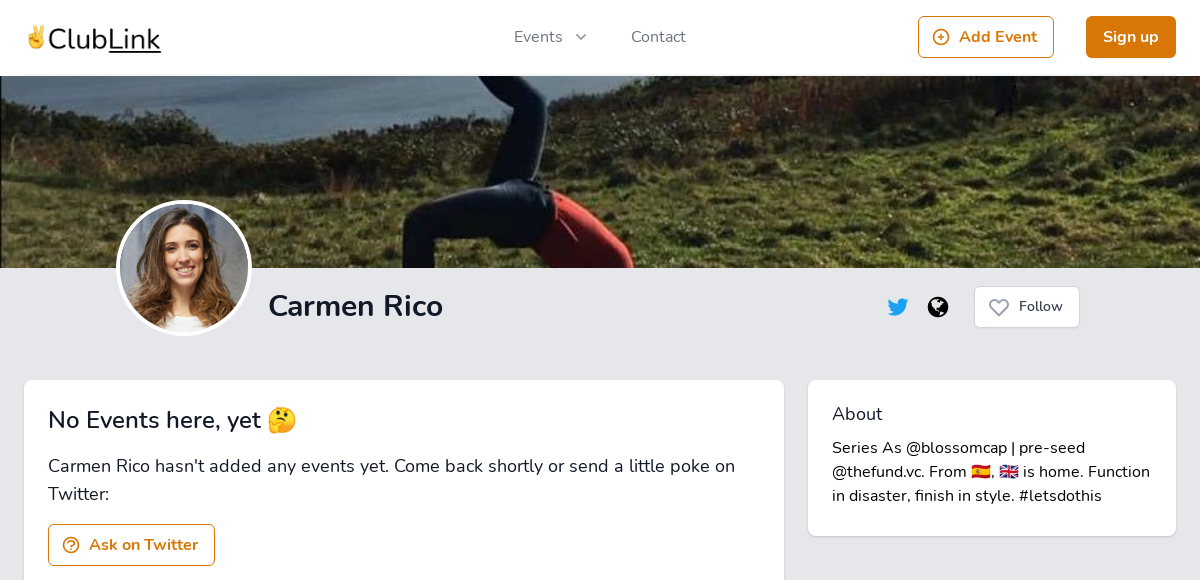 ✌️ClubLink
Events
Contact
Add Event
Sign up
Carmen Rico
Follow
No Events here, yet 🤔
Carmen Rico hasn't added any events yet. Come back shortly or send a little poke on
Twitter:
Ask on Twitter
About
Series As @blossomcap | pre-seed
@thefund.vc. From 🇪🇸, 🇬🇧 is home. Function
in disaster, finish in style. #letsdothis